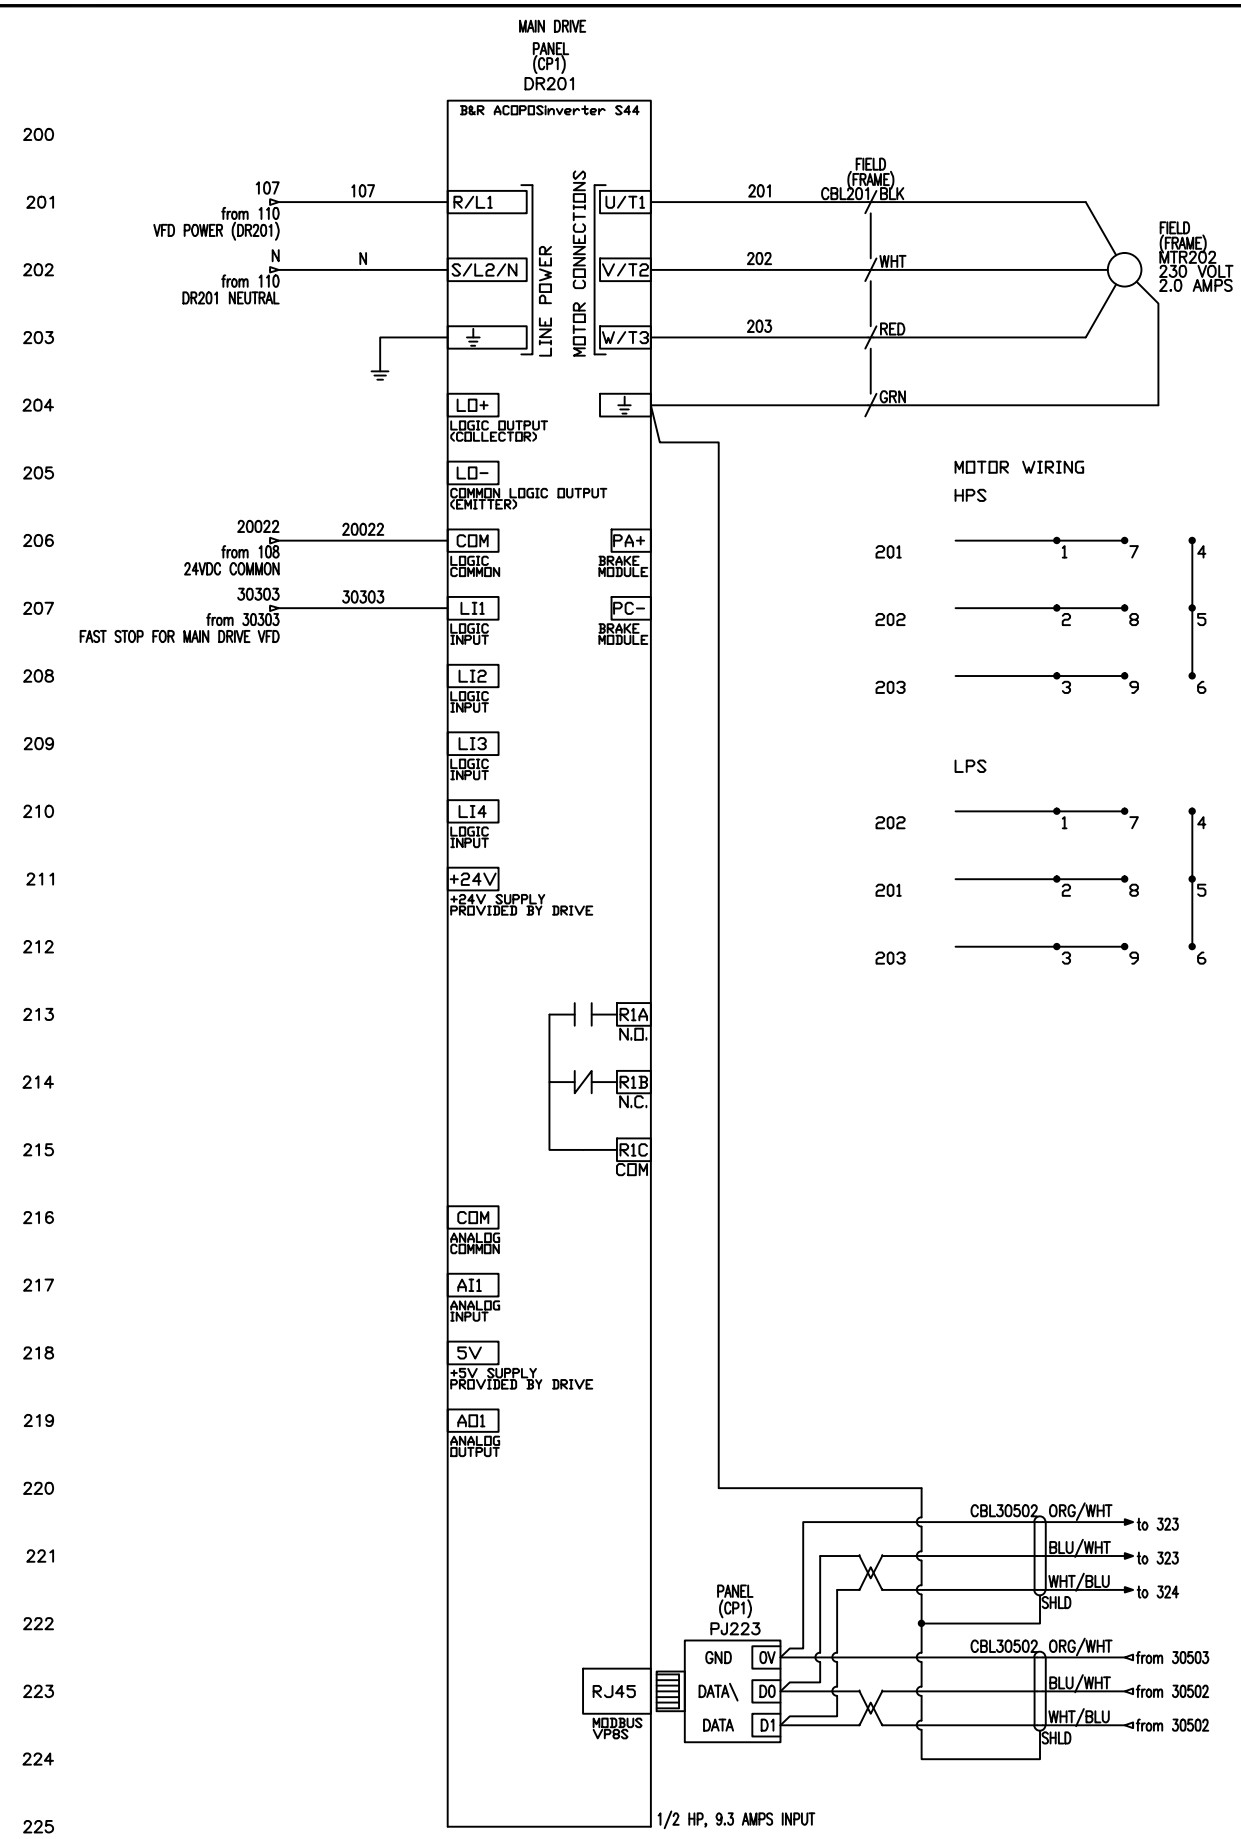 MAIN DRIVE
PANEL
(CP1)
DR201
B&R ACOPOSinverter S44
200
201
107
107
from 110
VFD POWER (DR201)
R/L1
U/T1
201
FIELD
(FRAME)
CBL201/BLK
202
N
N
from 110
DR201 NEUTRAL
S/L2/N
LINE POWER
MOTOR CONNECTIONS
V/T2
202
WHT
FIELD
(FRAME)
MTR202
230 VOLT
2.0 AMPS
203
W/T3
203
RED
204
LO+
LOGIC OUTPUT
(COLLECTOR)
GRN
205
LO-
COMMON LOGIC OUTPUT
(EMITTER)
MOTOR WIRING
HPS
206
20022
20022
from 108
24VDC COMMON
COM
LOGIC
COMMON
PA+
BRAKE
MODULE
201
1
7
4
207
30303
30303
from 30303
FAST STOP FOR MAIN DRIVE VFD
LI1
LOGIC
INPUT
PC-
BRAKE
MODULE
202
2
8
5
208
LI2
LOGIC
INPUT
203
3
9
6
209
LI3
LOGIC
INPUT
LPS
210
LI4
LOGIC
INPUT
202
1
7
4
211
+24V
+24V SUPPLY
PROVIDED BY DRIVE
201
2
8
5
212
203
3
9
6
213
R1A
N.O.
214
R1B
N.C.
215
R1C
COM
216
COM
ANALOG
COMMON
217
AI1
ANALOG
INPUT
218
5V
+5V SUPPLY
PROVIDED BY DRIVE
219
AO1
ANALOG
OUTPUT
220
CBL30502 ORG/WHT
to 323
221
BLU/WHT
to 323
WHT/BLU
to 324
SHLD
222
PANEL
(CP1)
PJ223
GND
0V
CBL30502 ORG/WHT
from 30503
223
RJ45
MODBUS
VP8S
DATA\
D0
BLU/WHT
from 30502
DATA
D1
WHT/BLU
from 30502
SHLD
224
225
1/2 HP, 9.3 AMPS INPUT